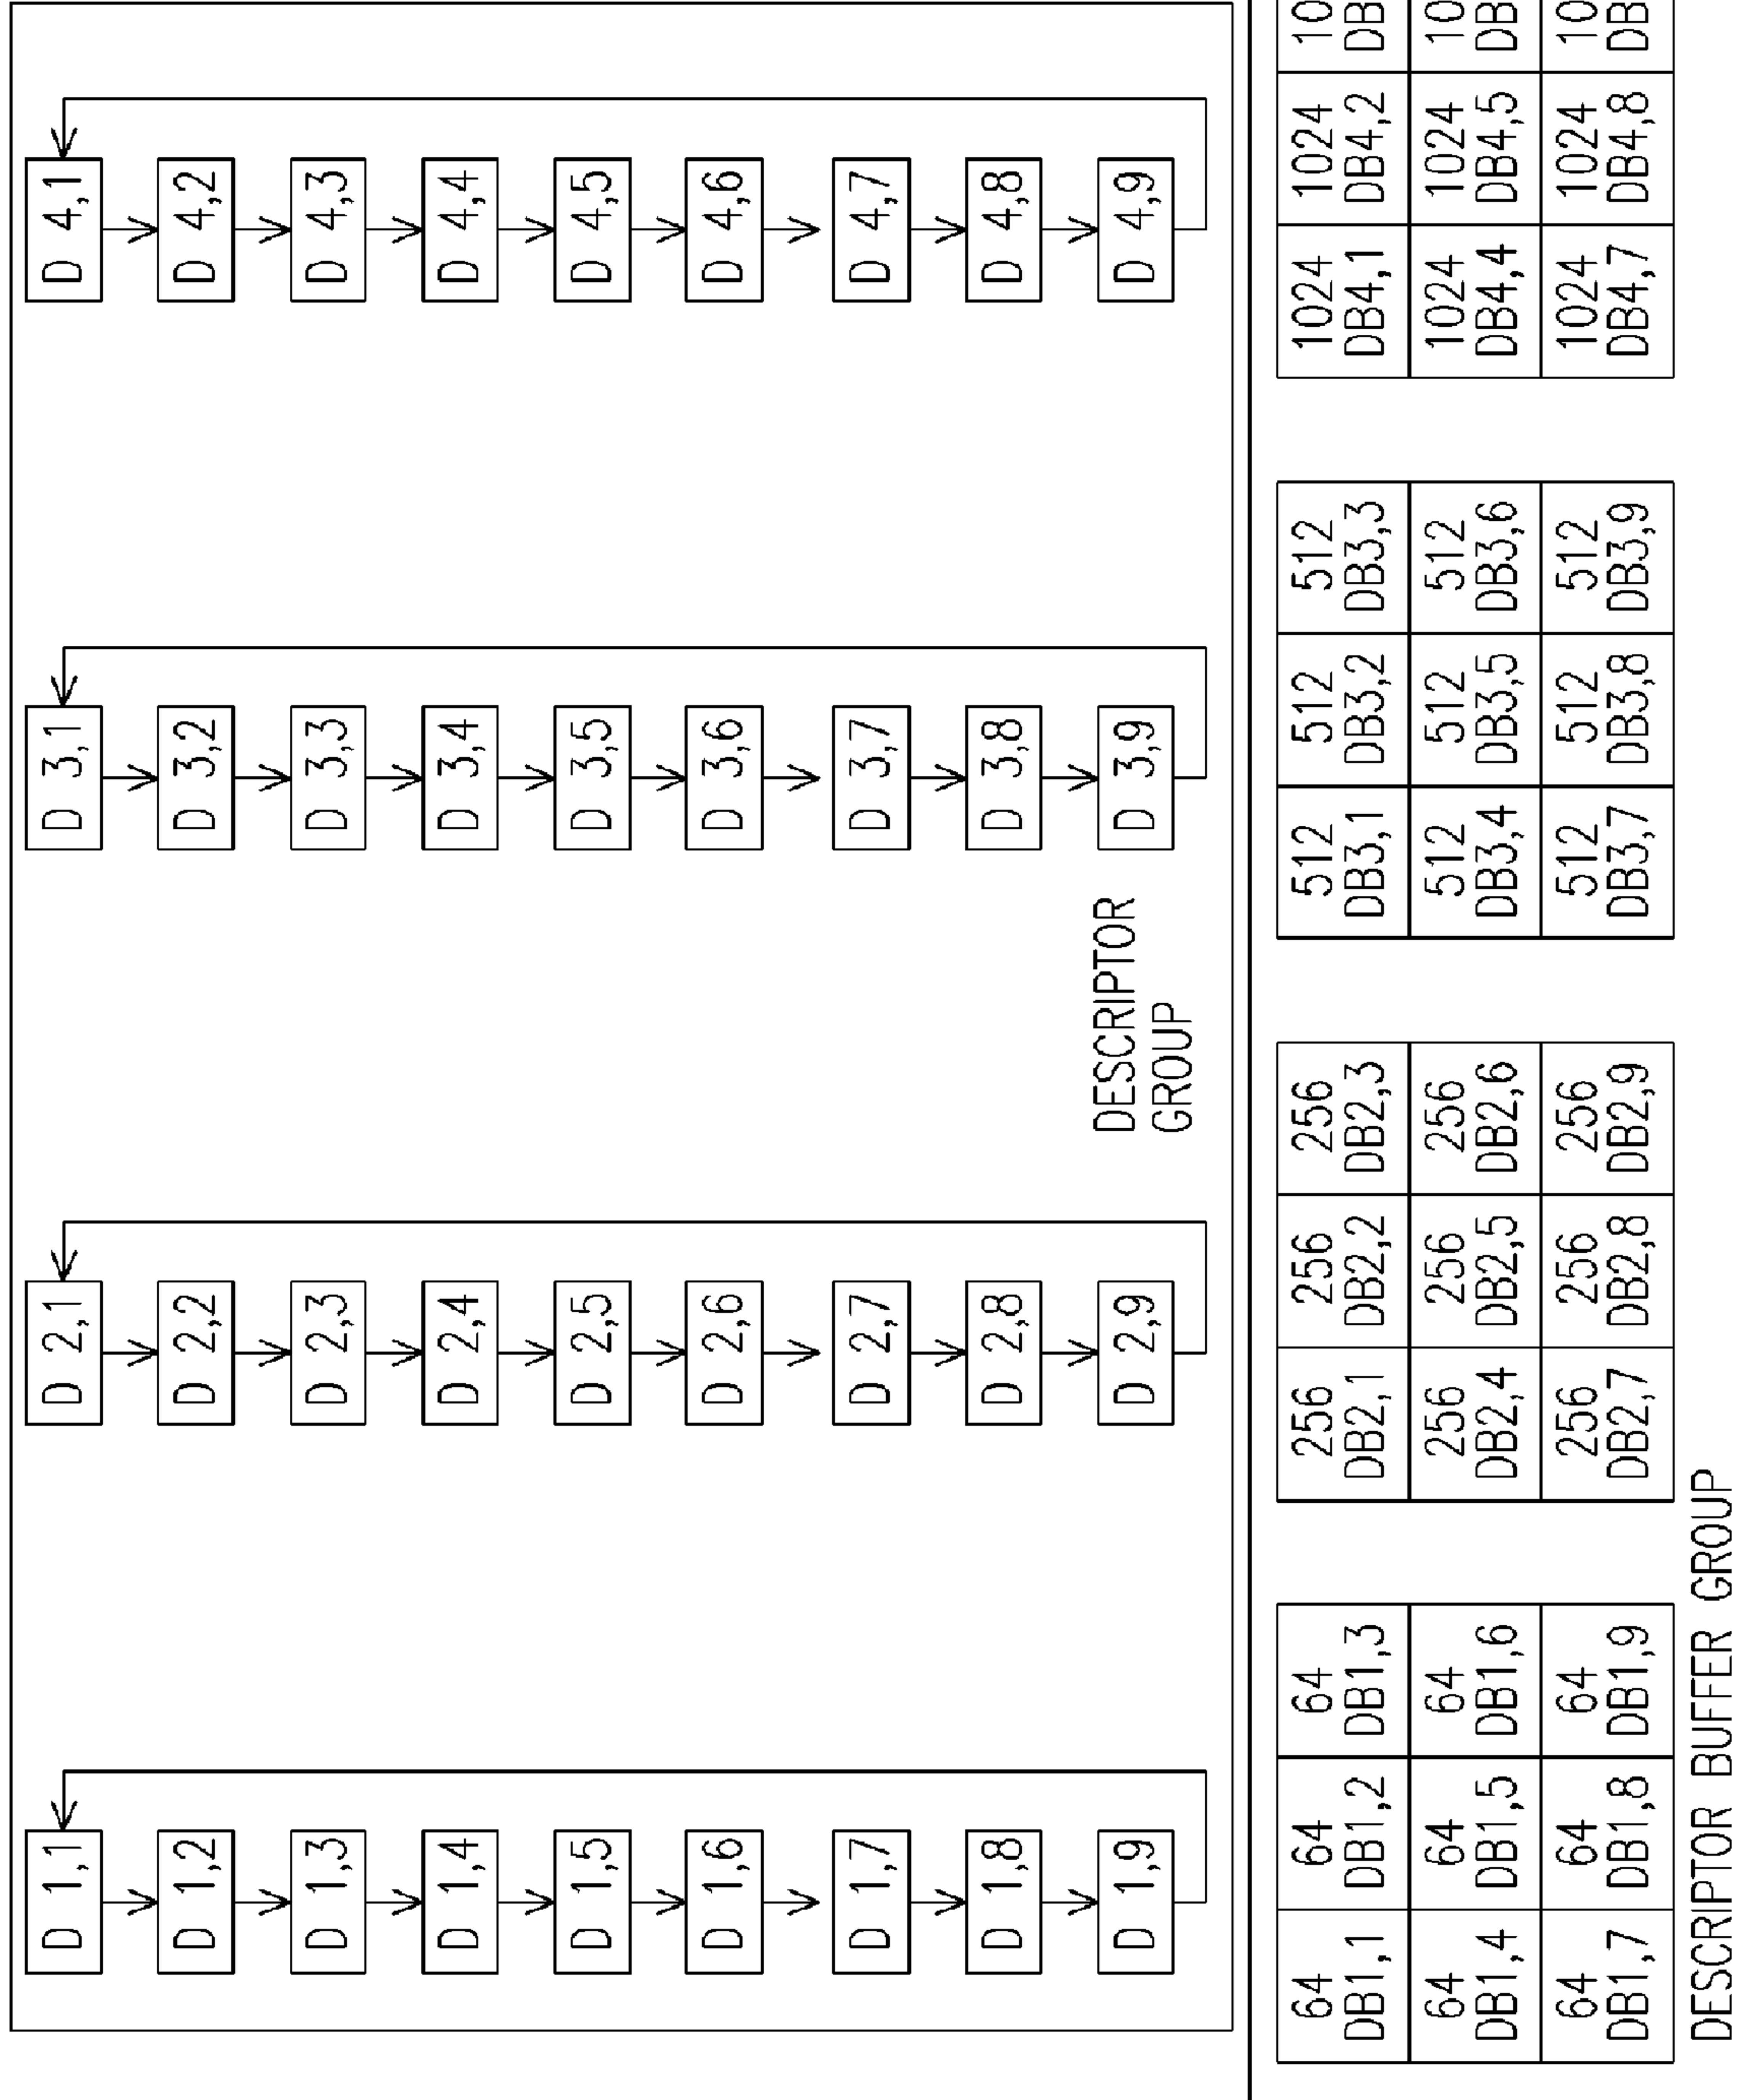 D 1,1
D 1,2
D 1,3
D 1,4
D 1,5
D 1,6
D 1,7
D 1,8
D 1,9
D 2,1
D 2,2
D 2,3
D 2,4
D 2,5
D 2,6
D 2,7
D 2,8
D 2,9
D 3,1
D 3,2
D 3,3
D 3,4
D 3,5
D 3,6
D 3,7
D 3,8
D 3,9
D 4,1
D 4,2
D 4,3
D 4,4
D 4,5
D 4,6
D 4,7
D 4,8
D 4,9
DESCRIPTOR
GROUP
64
DB1,1
64
DB1,2
64
DB1,3
64
DB1,4
64
DB1,5
64
DB1,6
64
DB1,7
64
DB1,8
64
DB1,9
256
DB2,1
256
DB2,2
256
DB2,3
256
DB2,4
256
DB2,5
256
DB2,6
256
DB2,7
256
DB2,8
256
DB2,9
512
DB3,1
512
DB3,2
512
DB3,3
512
DB3,4
512
DB3,5
512
DB3,6
512
DB3,7
512
DB3,8
512
DB3,9
1024
DB4,1
1024
DB4,2
10
DB
1024
DB4,4
1024
DB4,5
10
DB
1024
DB4,7
1024
DB4,8
10
DB
DESCRIPTOR BUFFER GROUP